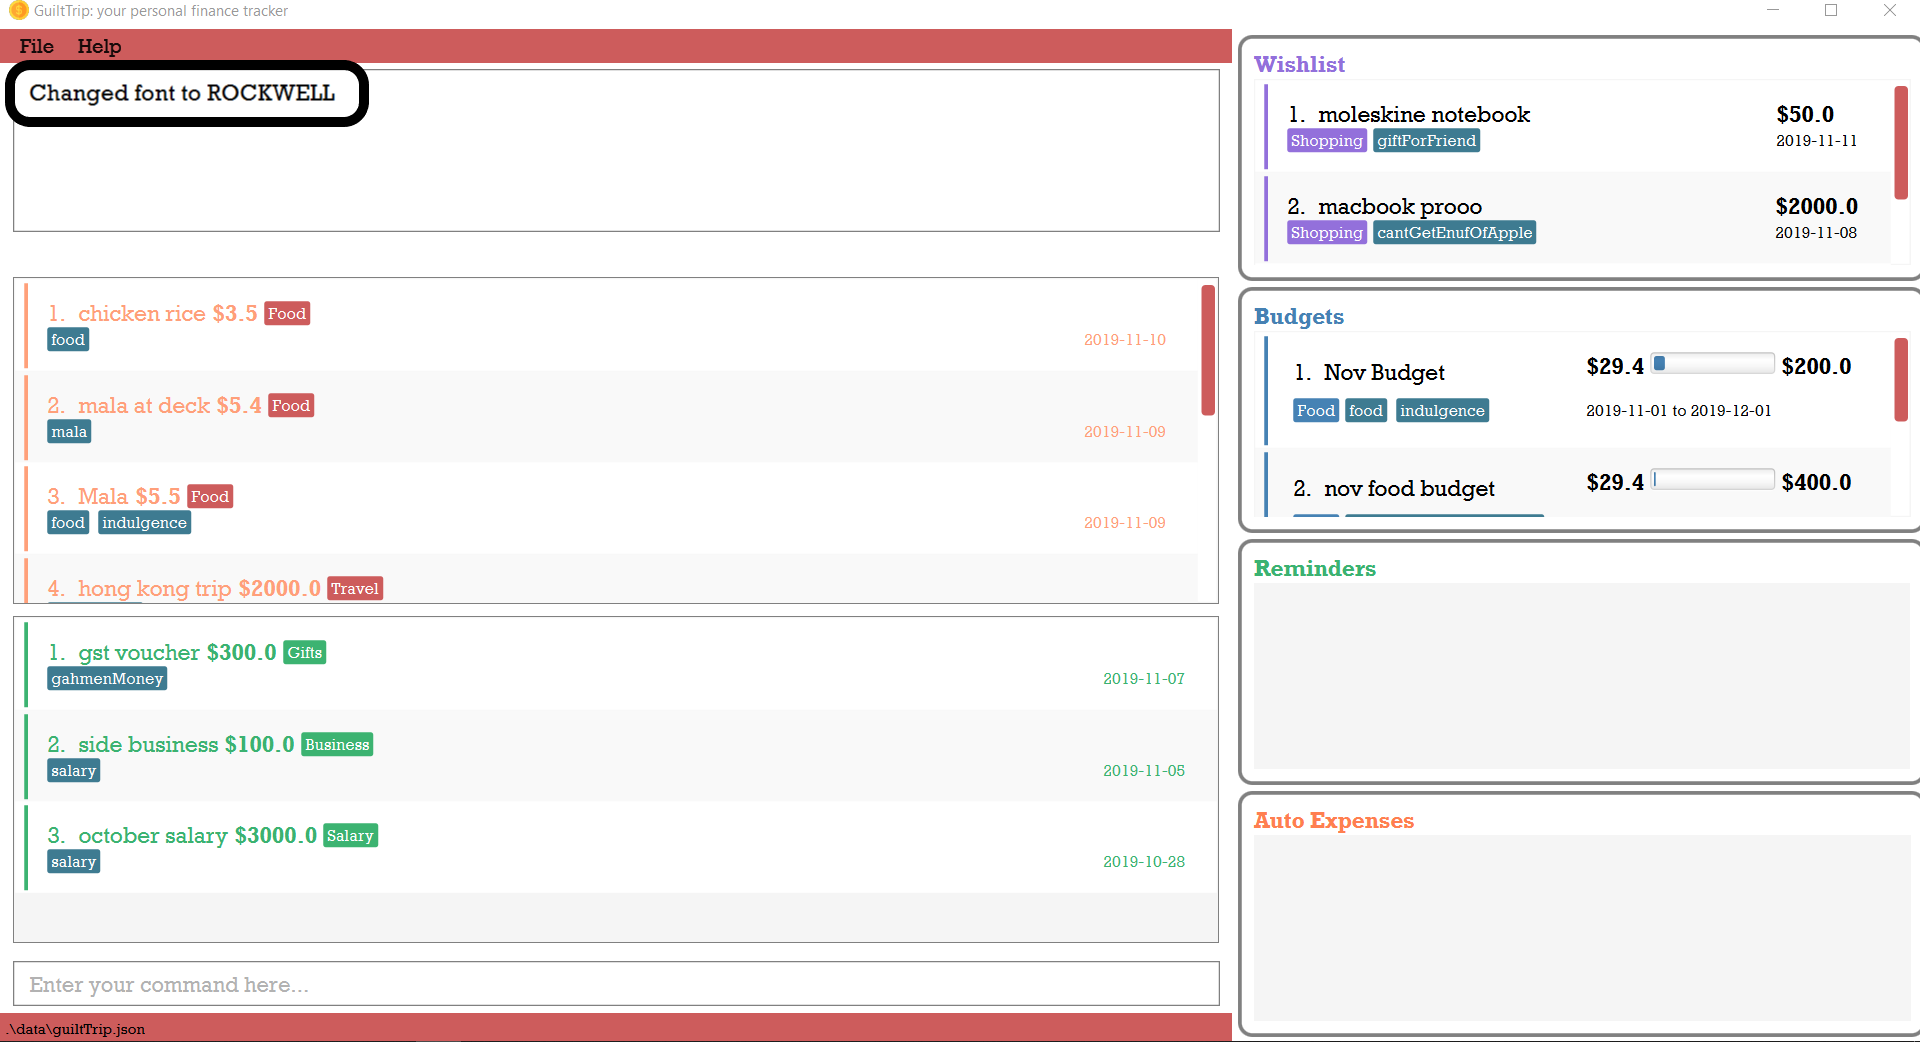 GuiltTrip: your personal finance tracker
File Help
Changed font to ROCKWELL
1. chicken rice $3.5 Food
food
2019-11-10
2. mala at deck $5.4 Food
mala
2019-11-09
3. Mala $5.5 Food
food indulgence
2019-11-09
4. hong kong trip $2000.0 Travel
1. gst voucher $300.0 Gifts
gahmenMoney
2019-11-07
2. side business $100.0 Business
salary
2019-11-05
3. october salary $3000.0 Salary
salary
2019-10-28
Enter your command here...
.\data\guiltTrip.json
Wishlist
1. moleskine notebook $50.0
Shopping giftForFriend 2019-11-11
2. macbook prooo $2000.0
Shopping cantGetEnufOfApple 2019-11-08
Budgets
1. Nov Budget $29.4 $200.0
Food food indulgence 2019-11-01 to 2019-12-01
2. nov food budget $29.4 $400.0
Reminders
Auto Expenses